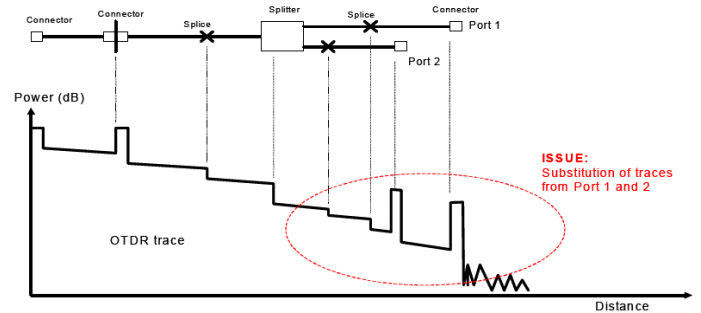 Connector
Connector
Splice
Splitter
Splice
Connector
Port 1
Port 2
Power (dB)
ISSUE:
Substitution of traces
from Port 1 and 2
OTDR trace
Distance